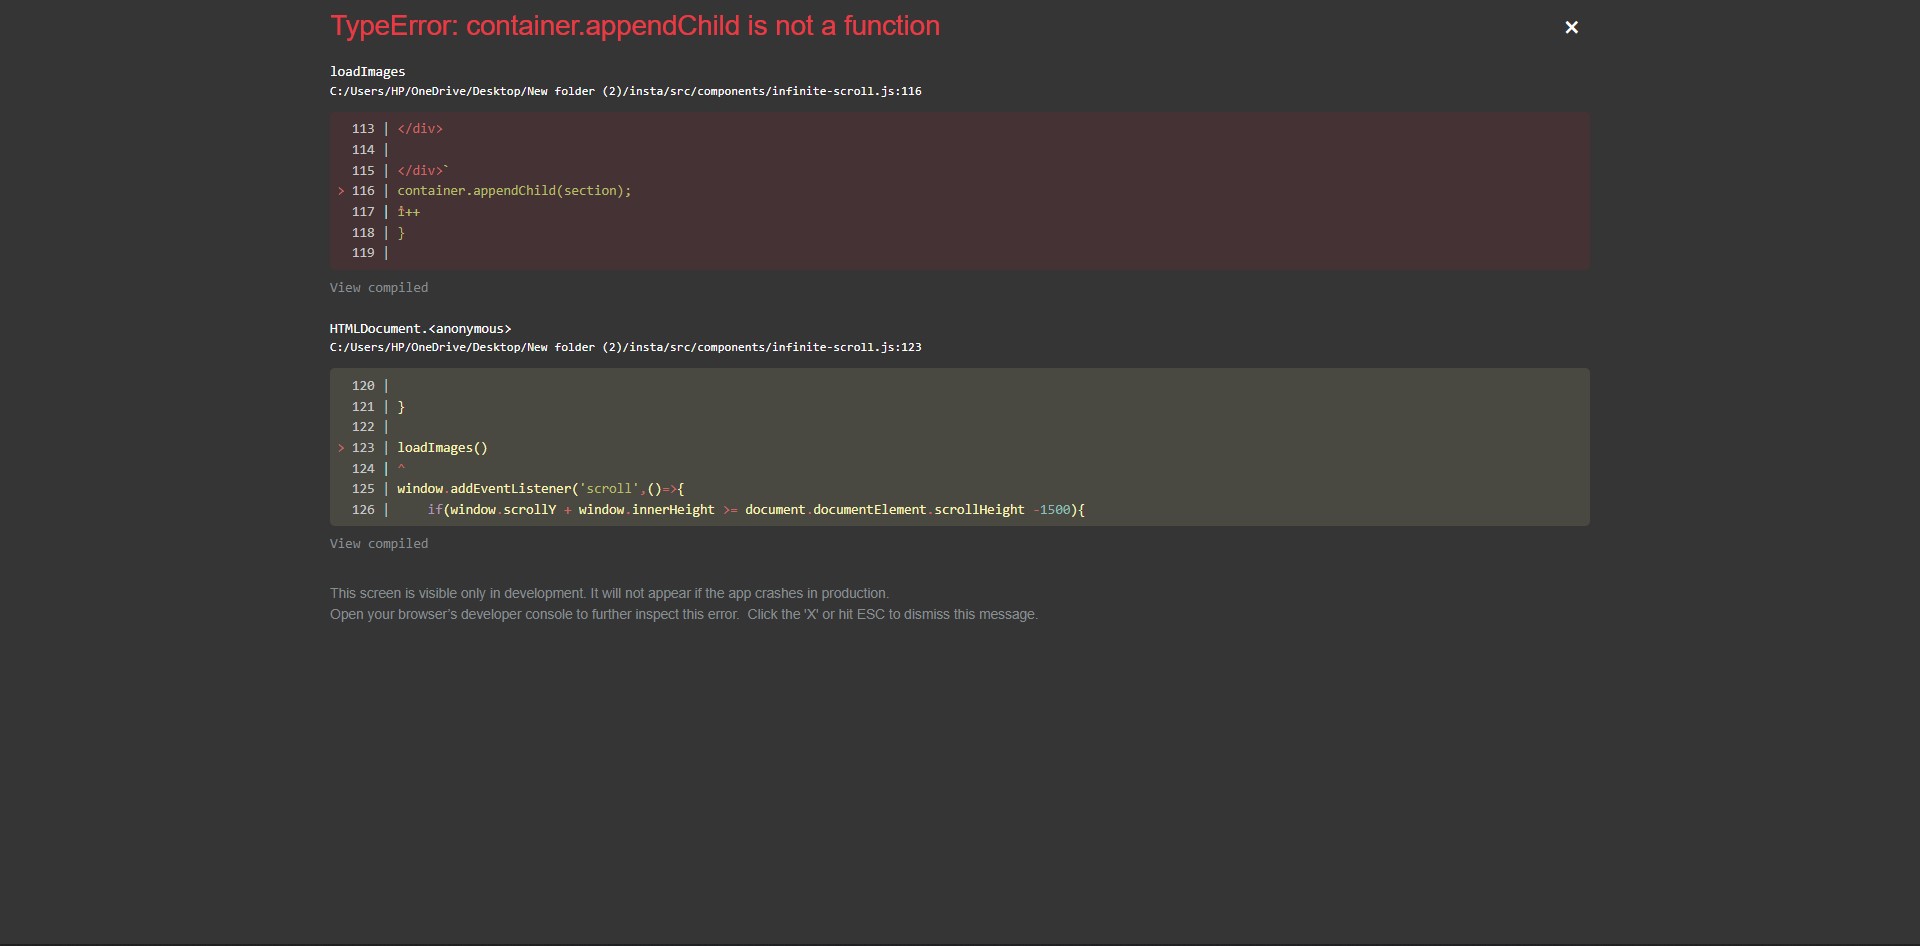 TypeError: container.appendChild is not a function
×
loadImages
C:/Users/HP/OneDrive/Desktop/New folder (2)/insta/src/components/infinite-scroll.js:116
113 | </div>
114 |
115 | </div>`
> 116 | container.appendChild(section);
117 | i++
118 | }
119 |
View compiled
HTMLDocument.<anonymous>
C:/Users/HP/OneDrive/Desktop/New folder (2)/insta/src/components/infinite-scroll.js:123
120 |
121 | }
122 |
> 123 | loadImages()
124 | ^
125 | window.addEventListener('scroll',()=>{
126 |     if(window.scrollY + window.innerHeight >= document.documentElement.scrollHeight -1500){
View compiled
This screen is visible only in development. It will not appear if the app crashes in production.
Open your browser's developer console to further inspect this error.  Click the 'X' or hit ESC to dismiss this message.